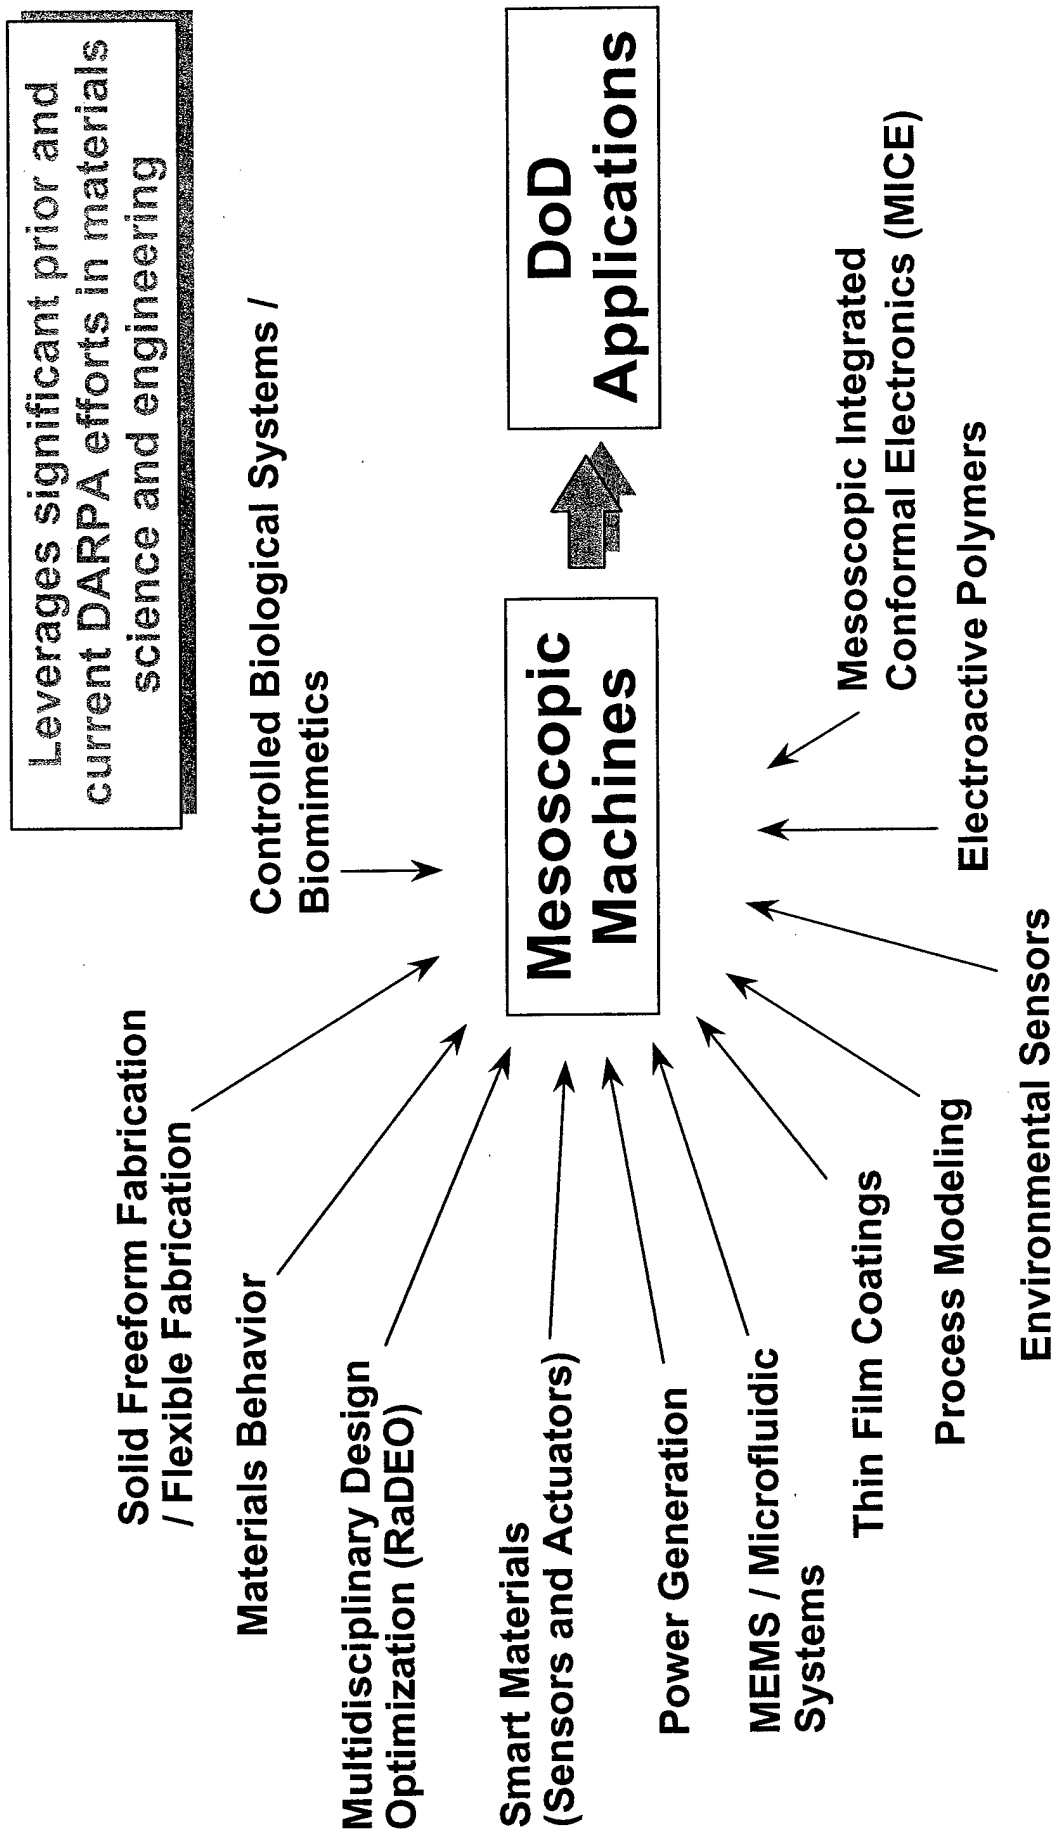 Leverages significant prior and
current DARPA efforts in materials
science and engineering
Solid Freeform Fabrication
/ Flexible Fabrication
Controlled Biological Systems /
Biomimetics
Materials Behavior
Multidisciplinary Design
Optimization (RaDEO)
Smart Materials
(Sensors and Actuators)
Mesoscopic
Machines
DoD
Applications
Power Generation
MEMS / Microfluidic
Systems
Thin Film Coatings
Process Modeling
Environmental Sensors
Electroactive Polymers
Mesoscopic Integrated
Conformal Electronics (MICE)